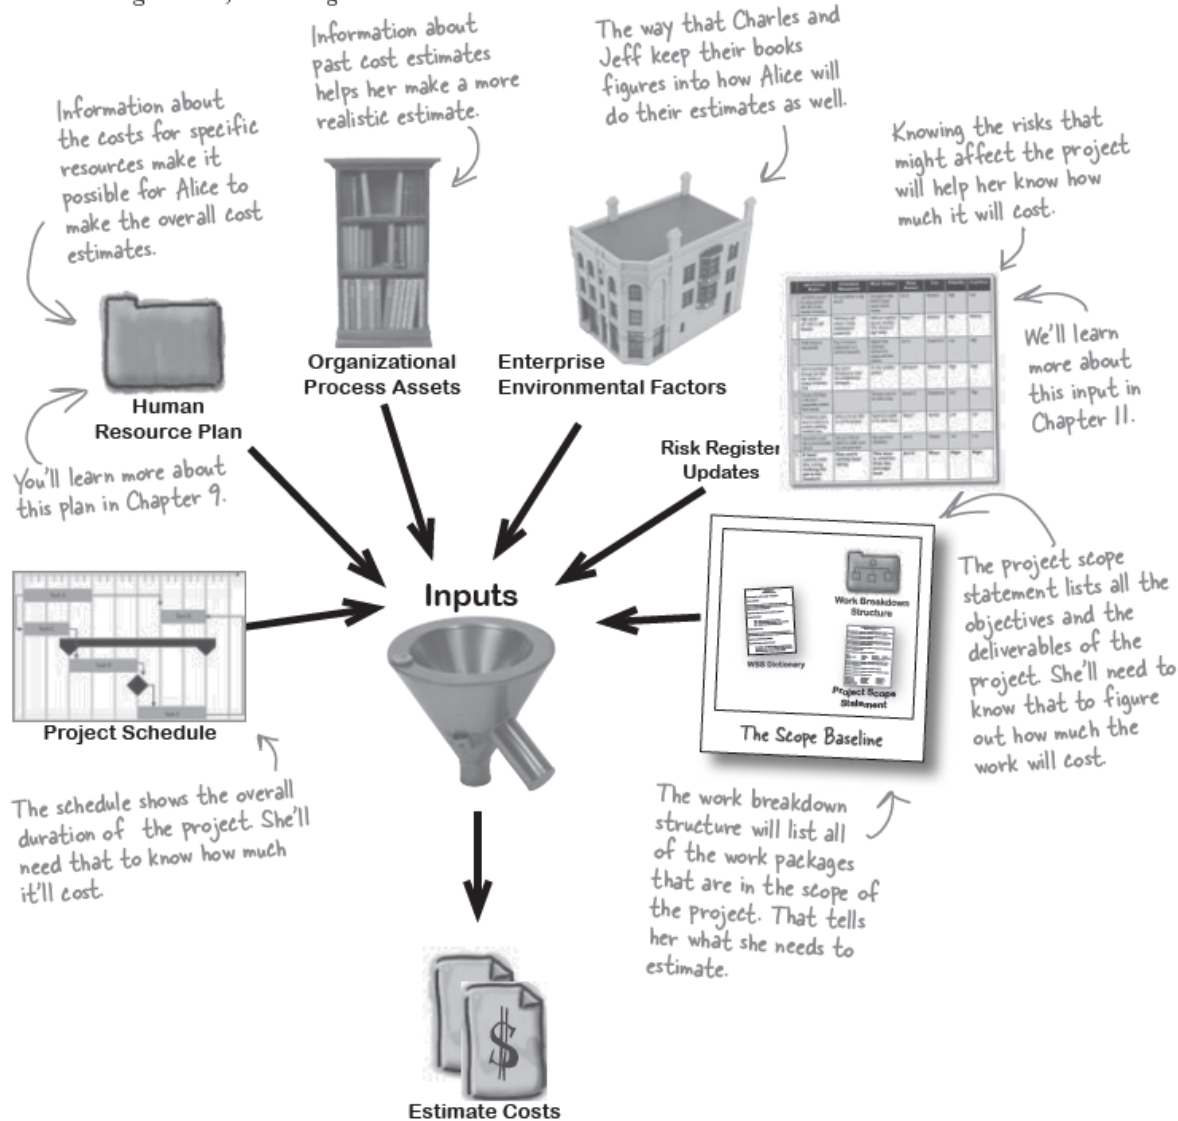 Information about
past cost estimates
helps her make a more
realistic estimate.
The way that Charles and
Jeff keep their books
figures into how Alice will
do their estimates as well.
Information about
the costs for specific
resources make it
possible for Alice to
make the overall cost
estimates.
Knowing the risks that
might affect the project
will help her know how
much it will cost.
Organizational
Process Assets
Enterprise
Environmental Factors
We'll learn
more about
this input in
Chapter 11.
Human
Resource Plan
Risk Register
Updates
You'll learn more about
this plan in Chapter 9.
Inputs
Work Breakdown
Structure
WBS Dictionary
Project Scope
Statement
The Scope Baseline
The project scope
statement lists all the
objectives and the
deliverables of the
project. She'll need to
know that to figure
out how much the
work will cost.
Project Schedule
The schedule shows the overall
duration of the project. She'll
need that to know how much
it'll cost.
The work breakdown
structure will list all
of the work packages
that are in the scope of
the project. That tells
her what she needs to
estimate.
$
Estimate Costs